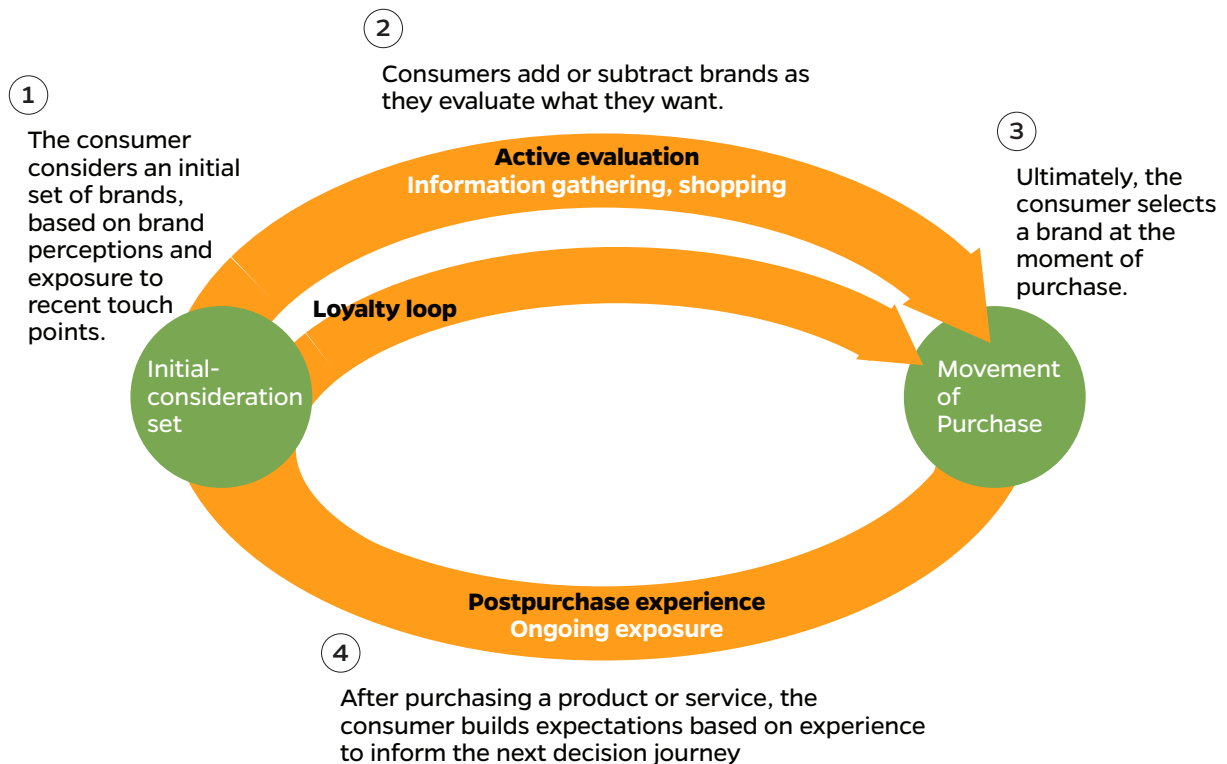 1
The consumer
considers an initial
set of brands,
based on brand
perceptions and
exposure to
recent touch
points.
2
Consumers add or subtract brands as
they evaluate what they want.
3
Ultimately, the
consumer selects
a brand at the
moment of
purchase.
Active evaluation
Information gathering, shopping
Loyalty loop
Initial-
consideration
set
Movement
of
Purchase
Postpurchase experience
Ongoing exposure
4
After purchasing a product or service, the
consumer builds expectations based on experience
to inform the next decision journey